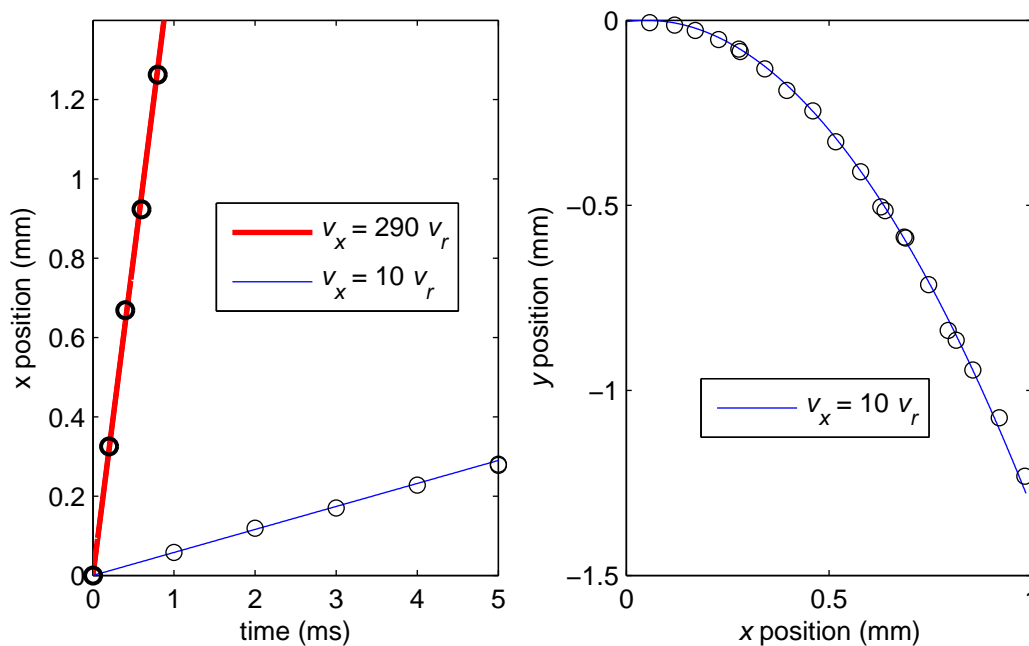 1.2
1
0.8
0.6
0.4
0.2
0
x position (mm)
v_x = 290 v_r
v_x = 10 v_r
0 1 2 3 4 5
time (ms)
0
−0.5
−1
−1.5
y position (mm)
v_x = 10 v_r
0 0.5 1
x position (mm)